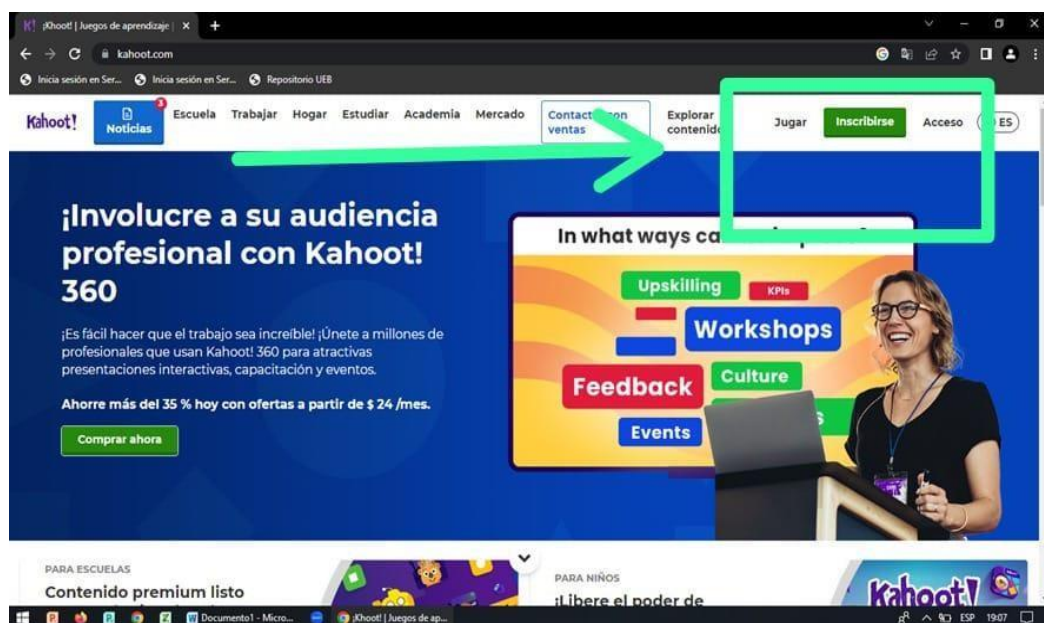 ¡Khoot! | Juegos de aprendizaje |
kahoot.com
Inicia sesión en Ser...
Inicia sesión en Ser...
Repositorio UEB
Kahoot!
3
Noticias
Escuela
Trabajar
Hogar
Estudiar
Academia
Mercado
ventas
Explorar
Jugar
Inscribirse
Acceso
ES
¡Involucre a su audiencia
profesional con Kahoot!
360
¡Es fácil hacer que el trabajo sea increíble! ¡Únete a millones de
profesionales que usan Kahoot! 360 para atractivas
presentaciones interactivas, capacitación y eventos.
Ahorre más del 35 % hoy con ofertas a partir de $ 24 /mes.
Comprar ahora
In what ways
Upskilling
KPIs
Workshops
Feedback
Culture
Events
PARA ESCUELAS
Contenido premium listo
PARA NIÑOS
¡Libere el poder de
Kahoot!
Documento1 - Micro...
¡Khoot! | Juegos de ap...
ESP
19:07